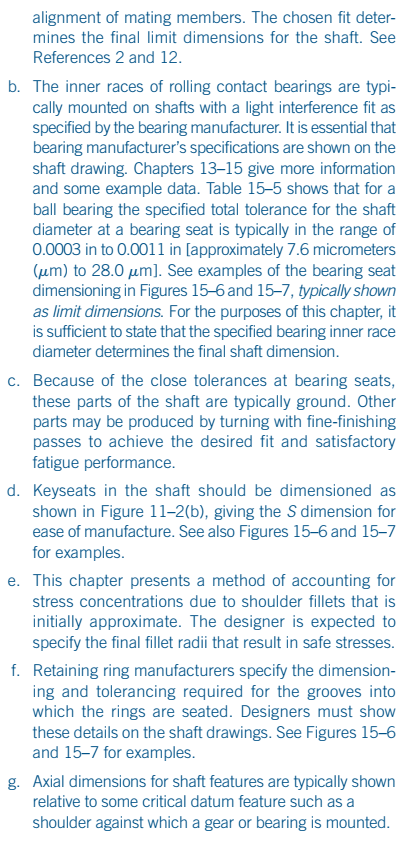 alignment of mating members. The chosen fit deter-
mines the final limit dimensions for the shaft. See
References 2 and 12.
b. The inner races of rolling contact bearings are typi-
cally mounted on shafts with a light interference fit as
specified by the bearing manufacturer. It is essential that
bearing manufacturer's specifications are shown on the
shaft drawing. Chapters 13–15 give more information
and some example data. Table 15–5 shows that for a
ball bearing the specified total tolerance for the shaft
diameter at a bearing seat is typically in the range of
0.0003 in to 0.0011 in [approximately 7.6 micrometers
(μm) to 28.0 μm]. See examples of the bearing seat
dimensioning in Figures 15–6 and 15–7, typically shown
as limit dimensions. For the purposes of this chapter, it
is sufficient to state that the specified bearing inner race
diameter determines the final shaft dimension.
c. Because of the close tolerances at bearing seats,
these parts of the shaft are typically ground. Other
parts may be produced by turning with fine-finishing
passes to achieve the desired fit and satisfactory
fatigue performance.
d. Keyseats in the shaft should be dimensioned as
shown in Figure 11–2(b), giving the S dimension for
ease of manufacture. See also Figures 15–6 and 15–7
for examples.
e. This chapter presents a method of accounting for
stress concentrations due to shoulder fillets that is
initially approximate. The designer is expected to
specify the final fillet radii that result in safe stresses.
f. Retaining ring manufacturers specify the dimension-
ing and tolerancing required for the grooves into
which the rings are seated. Designers must show
these details on the shaft drawings. See Figures 15–6
and 15–7 for examples.
g. Axial dimensions for shaft features are typically shown
relative to some critical datum feature such as a
shoulder against which a gear or bearing is mounted.